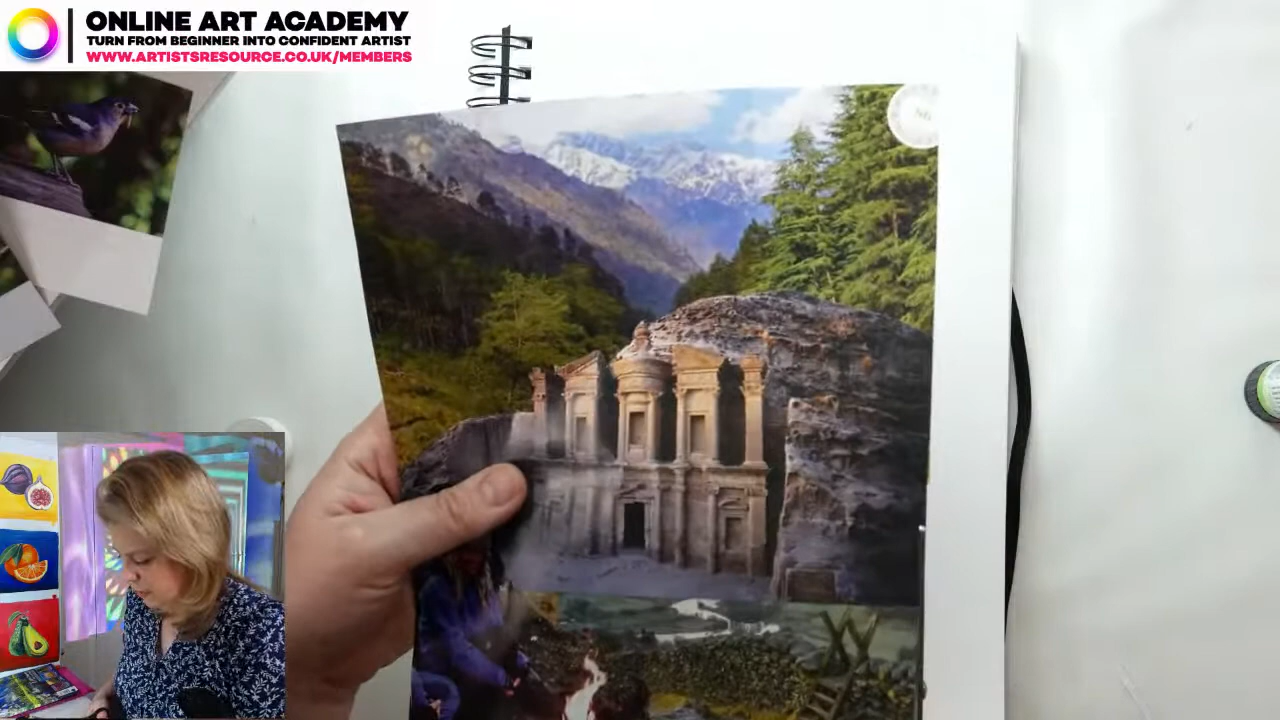 ONLINE ART ACADEMY
TURN FROM BEGINNER INTO CONFIDENT ARTIST
WWW.ARTISTSRESOURCE.CO.UK/MEMBERS